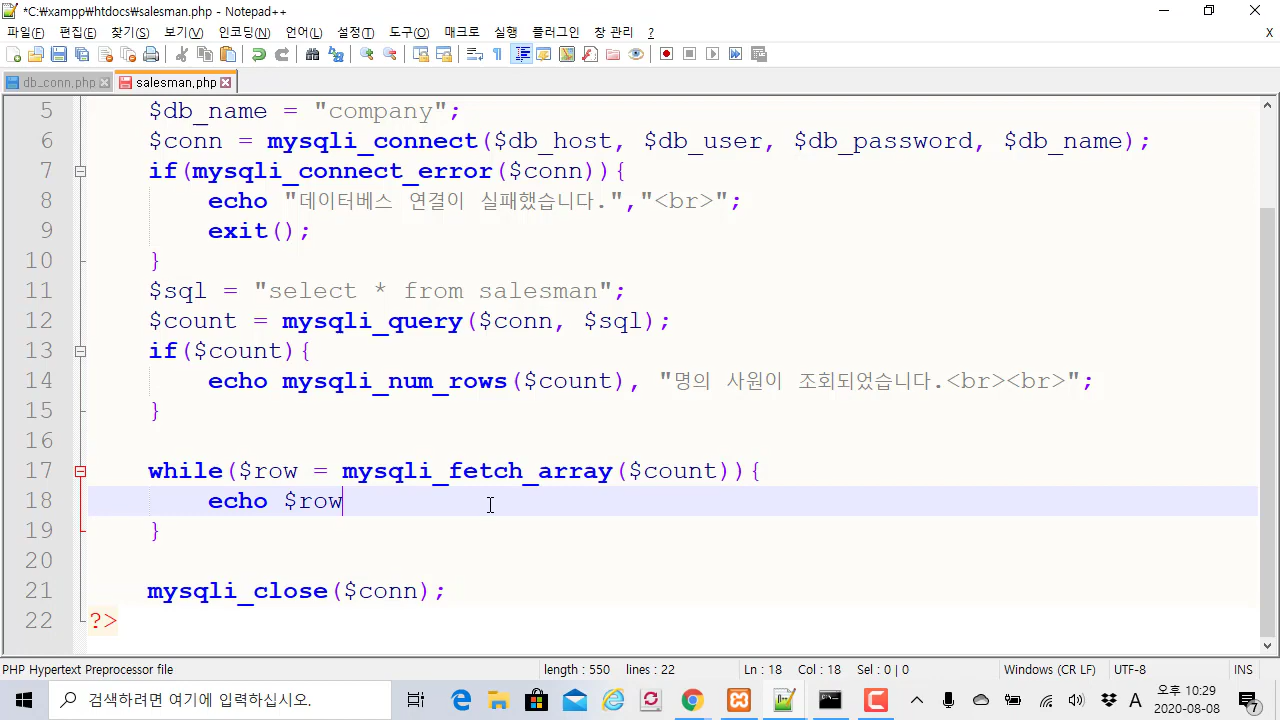 *C:₩xampp₩htdocs₩salesman.php - Notepad++
파일(F) 편집(E) 찾기(S) 보기(V) 인코딩(N) 언어(L) 설정(T) 도구(O) 매크로 실행 플러그인 창 관리 ? X
db_conn.php salesman.php
5 $db_name = "company";
6 $conn = mysqli_connect($db_host, $db_user, $db_password, $db_name);
7 if(mysqli_connect_error($conn)){
8 echo "데이터베스 연결이 실패했습니다.","<br>";
9 exit();
10 }
11 $sql = "select * from salesman";
12 $count = mysqli_query($conn, $sql);
13 if($count){
14 echo mysqli_num_rows($count), "명의 사원이 조회되었습니다.<br><br>";
15 }
16
17 while($row = mysqli_fetch_array($count)){
18 echo $row
19 }
20
21 mysqli_close($conn);
22 ?>
PHP Hypertext Preprocessor file length : 550 lines : 22 Ln : 18 Col : 18 Sel : 0 | 0 Windows (CR LF) UTF-8 INS
검색하려면 여기에 입력하십시오. A 오후 10:29
2020-08-08 7